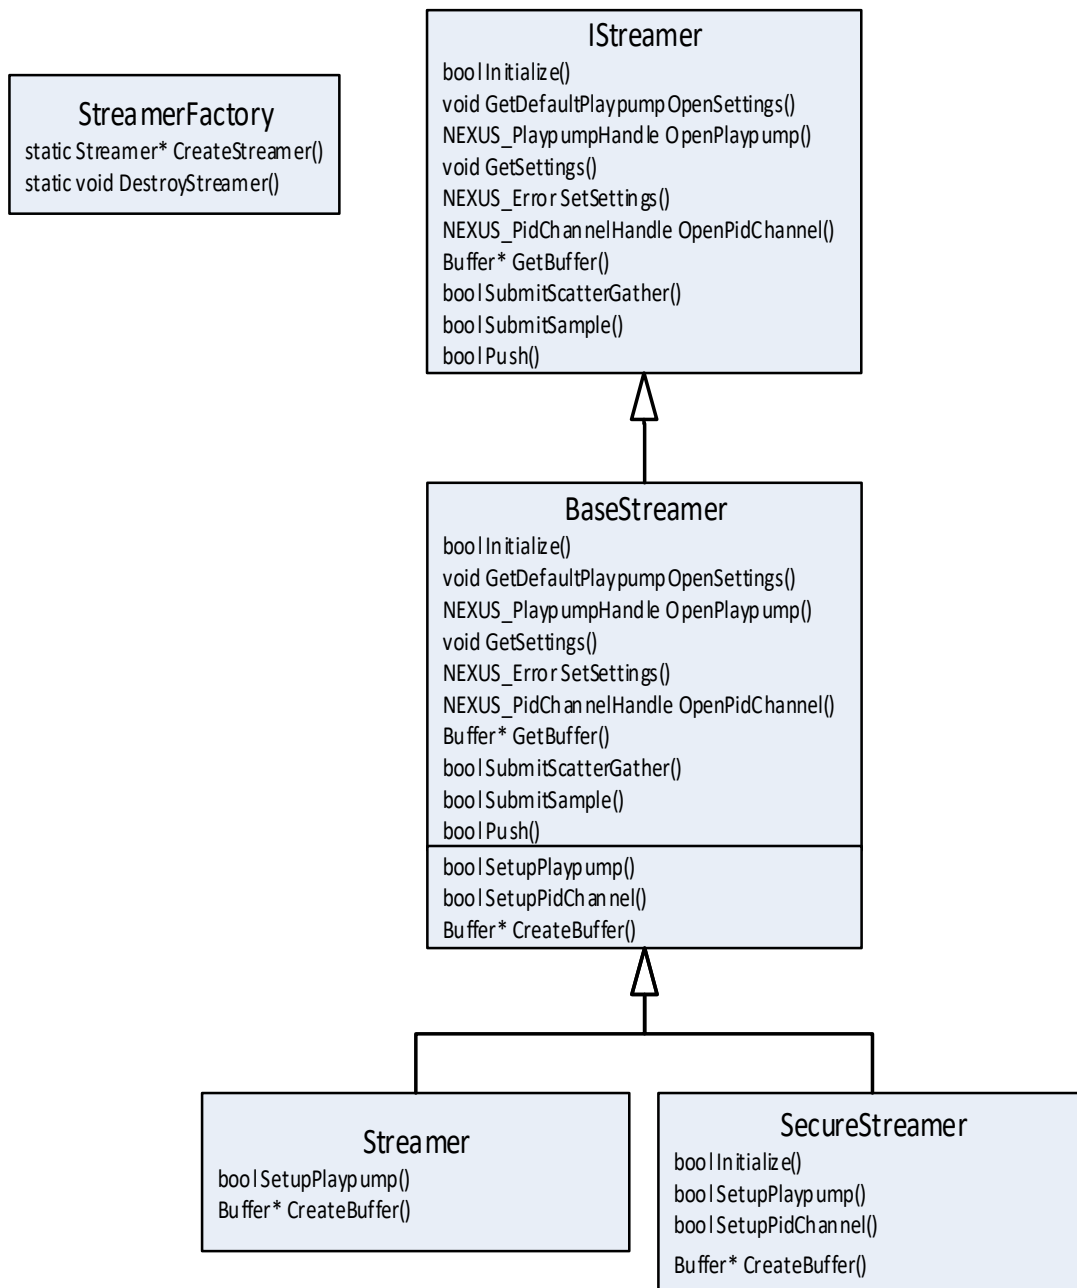 IStreamer
bool Initialize()
void GetDefaultPlaypumpOpenSettings()
NEXUS_PlaypumpHandle OpenPlaypump()
void GetSettings()
NEXUS_Error SetSettings()
NEXUS_PidChannelHandle OpenPidChannel()
Buffer* GetBuffer()
bool SubmitScatterGather()
bool SubmitSample()
bool Push()
StreamerFactory
static Streamer* CreateStreamer()
static void DestroyStreamer()
BaseStreamer
bool Initialize()
void GetDefaultPlaypumpOpenSettings()
NEXUS_PlaypumpHandle OpenPlaypump()
void GetSettings()
NEXUS_Error SetSettings()
NEXUS_PidChannelHandle OpenPidChannel()
Buffer* GetBuffer()
bool SubmitScatterGather()
bool SubmitSample()
bool Push()
bool SetupPlaypump()
bool SetupPidChannel()
Buffer* CreateBuffer()
Streamer
bool SetupPlaypump()
Buffer* CreateBuffer()
SecureStreamer
bool Initialize()
bool SetupPlaypump()
bool SetupPidChannel()
Buffer* CreateBuffer()